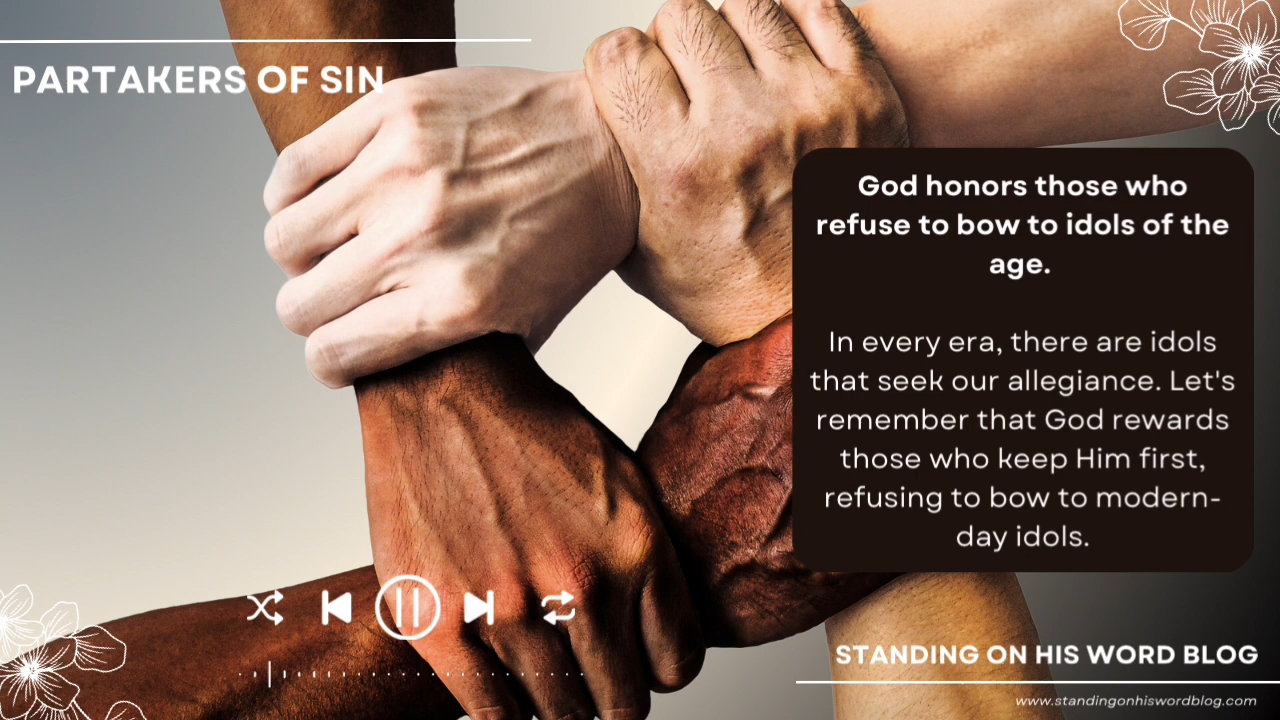 PARTAKERS OF SIN
God honors those who
refuse to bow to idols of the
age.
In every era, there are idols
that seek our allegiance. Let's
remember that God rewards
those who keep Him first,
refusing to bow to modern-
day idols.
STANDING ON HIS WORD BLOG
www.standingonhiswordblog.com